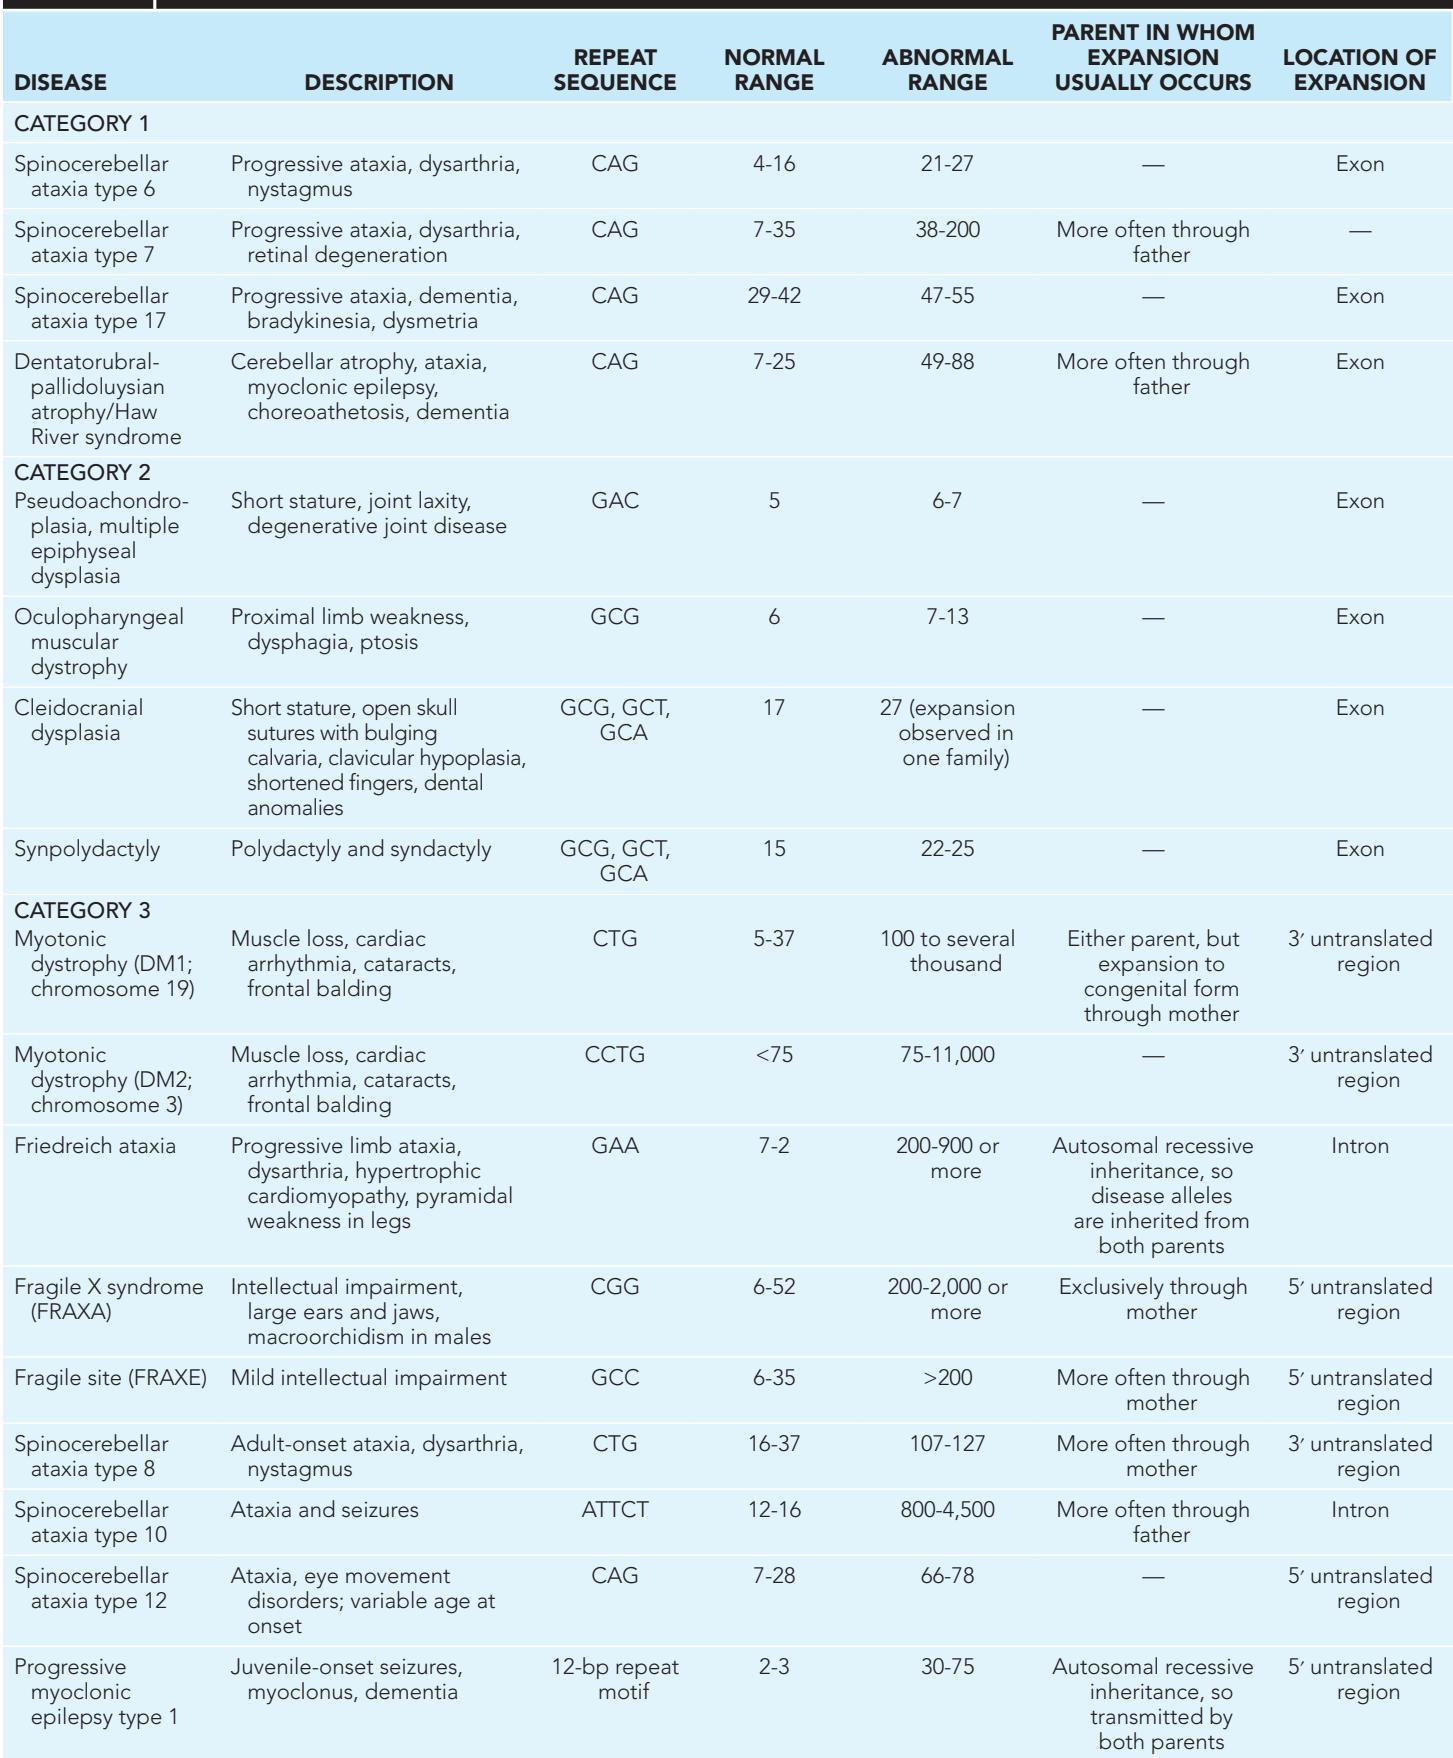 DISEASE DESCRIPTION REPEAT SEQUENCE NORMAL RANGE ABNORMAL RANGE PARENT IN WHOM EXPANSION USUALLY OCCURS LOCATION OF EXPANSION
CATEGORY 1
Spinocerebellar Progressive ataxia, dysarthria, CAG 4-16 21-27 — Exon
ataxia type 6 nystagmus
Spinocerebellar Progressive ataxia, dysarthria, CAG 7-35 38-200 More often through —
ataxia type 7 retinal degeneration father
Spinocerebellar Progressive ataxia, dementia, CAG 29-42 47-55 — Exon
ataxia type 17 bradykinesia, dysmetria
Dentatorubral- Cerebellar atrophy, ataxia, CAG 7-25 49-88 More often through Exon
pallidoluysian myoclonic epilepsy, father
atrophy/Haw choreoathetosis, dementia
River syndrome
CATEGORY 2
Pseudoachondro- Short stature, joint laxity, GAC 5 6-7 — Exon
plasia, multiple degenerative joint disease
epiphyseal
dysplasia
Oculopharyngeal Proximal limb weakness, GCG 6 7-13 — Exon
muscular dysphagia, ptosis
dystrophy
Cleidocranial Short stature, open skull GCG, GCT, 17 27 (expansion — Exon
dysplasia sutures with bulging GCA observed in
calvaria, clavicular hypoplasia, one family)
shortened fingers, dental
anomalies
Synpolydactyly Polydactyly and syndactyly GCG, GCT, 15 22-25 — Exon
GCA
CATEGORY 3
Myotonic Muscle loss, cardiac CTG 5-37 100 to several Either parent, but 3′ untranslated
dystrophy (DM1; arrhythmia, cataracts, thousand expansion to region
chromosome 19) frontal balding congenital form
through mother
Myotonic Muscle loss, cardiac CCTG <75 75-11,000 — 3′ untranslated
dystrophy (DM2; arrhythmia, cataracts, region
chromosome 3) frontal balding
Friedreich ataxia Progressive limb ataxia, GAA 7-2 200-900 or Autosomal recessive Intron
dysarthria, hypertrophic more inheritance, so
cardiomyopathy, pyramidal disease alleles
weakness in legs are inherited from
both parents
Fragile X syndrome Intellectual impairment, CGG 6-52 200-2,000 or Exclusively through 5′ untranslated
(FRAXA) large ears and jaws, more mother region
macroorchidism in males
Fragile site (FRAXE) Mild intellectual impairment GCC 6-35 >200 More often through 5′ untranslated
mother region
Spinocerebellar Adult-onset ataxia, dysarthria, CTG 16-37 107-127 More often through 3′ untranslated
ataxia type 8 nystagmus mother region
Spinocerebellar Ataxia and seizures ATTCT 12-16 800-4,500 More often through Intron
ataxia type 10 father
Spinocerebellar Ataxia, eye movement CAG 7-28 66-78 — 5′ untranslated
ataxia type 12 disorders; variable age at region
onset
Progressive Juvenile-onset seizures, 12-bp repeat 2-3 30-75 Autosomal recessive 5′ untranslated
myoclonic myoclonus, dementia motif inheritance, so region
epilepsy type 1 transmitted by
both parents